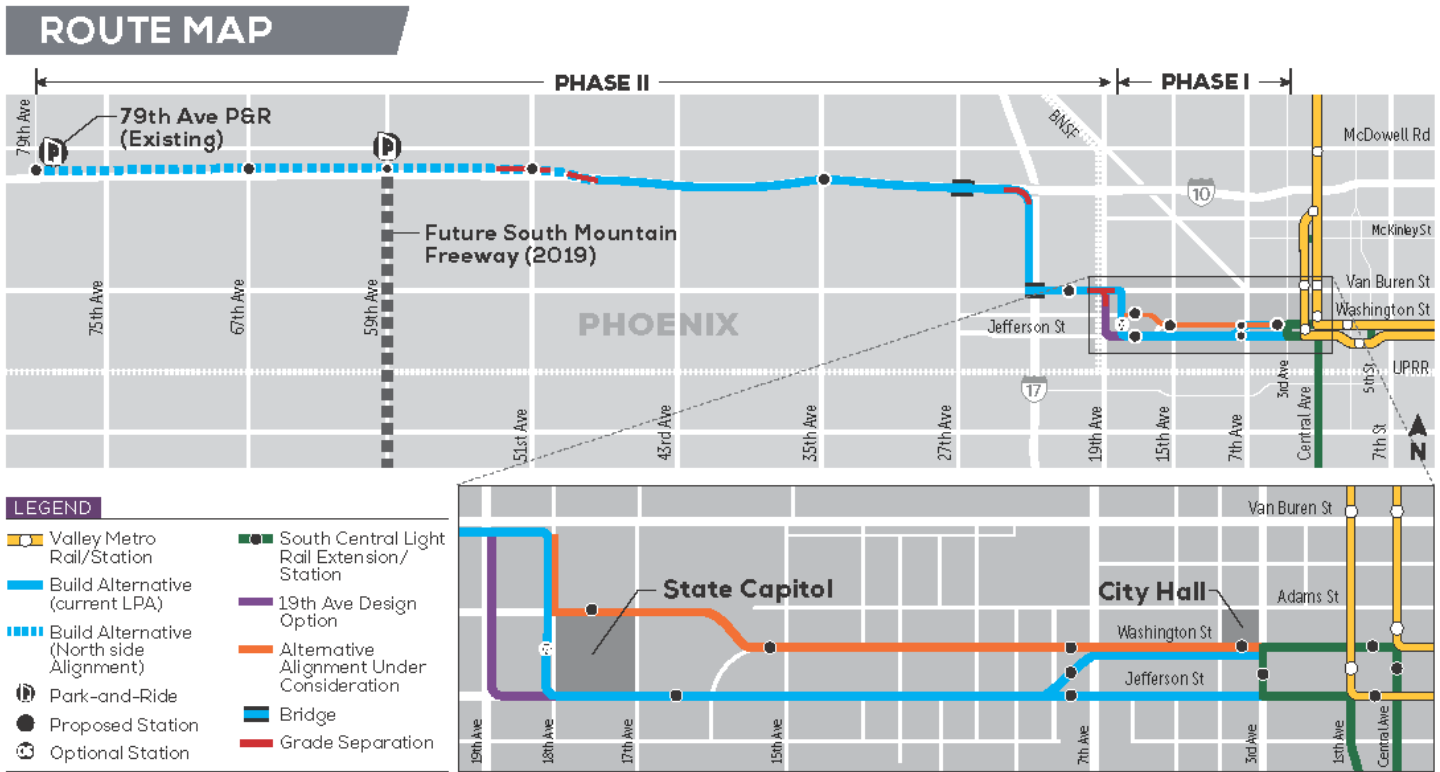 ROUTE MAP
PHASE II
PHASE I
79th Ave
79th Ave P&R
(Existing)
P
P
BNSF
McDowell Rd
10
McKinley St
Future South Mountain
Freeway (2019)
75th Ave
67th Ave
59th Ave
PHOENIX
Van Buren St
Washington St
Jefferson St
UPRR
17
51st Ave
43rd Ave
35th Ave
27th Ave
19th Ave
15th Ave
7th Ave
3rd Ave
Central Ave
5th St
7th St
N
LEGEND
Valley Metro
Rail/Station
Build Alternative
(current LPA)
Build Alternative
(North side
Alignment)
Park-and-Ride
Proposed Station
Optional Station
South Central Light
Rail Extension/
Station
19th Ave Design
Option
Alternative
Alignment Under
Consideration
Bridge
Grade Separation
Van Buren St
State Capitol
City Hall
Adams St
Washington St
Jefferson St
19th Ave
18th Ave
17th Ave
15th Ave
7th Ave
3rd Ave
1st Ave
Central Ave